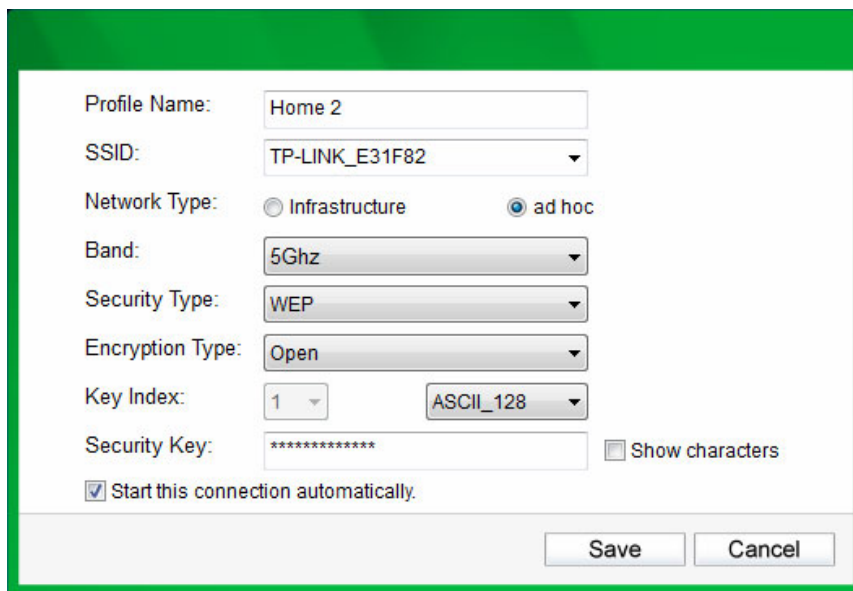 Profile Name: Home 2
SSID: TP-LINK_E31F82
Network Type: Infrastructure ad hoc
Band: 5Ghz
Security Type: WEP
Encryption Type: Open
Key Index: 1 ASCII_128
Security Key: ************* Show characters
Start this connection automatically.
Save Cancel